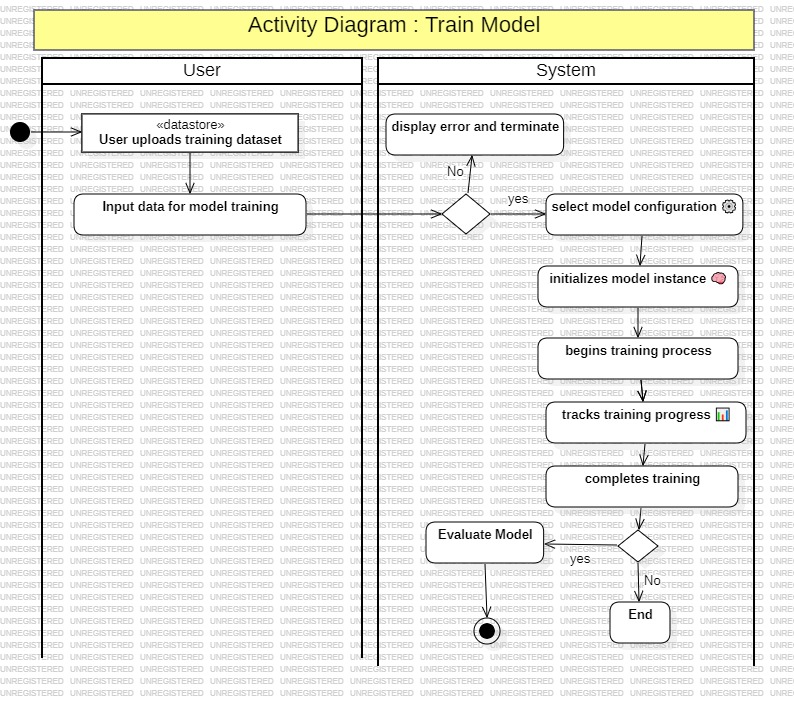 Activity Diagram : Train Model
User
System
«datastore»
User uploads training dataset
display error and terminate
No
Input data for model training
yes
select model configuration
initializes model instance
begins training process
tracks training progress
completes training
Evaluate Model
yes
No
End
UNREGISTERED